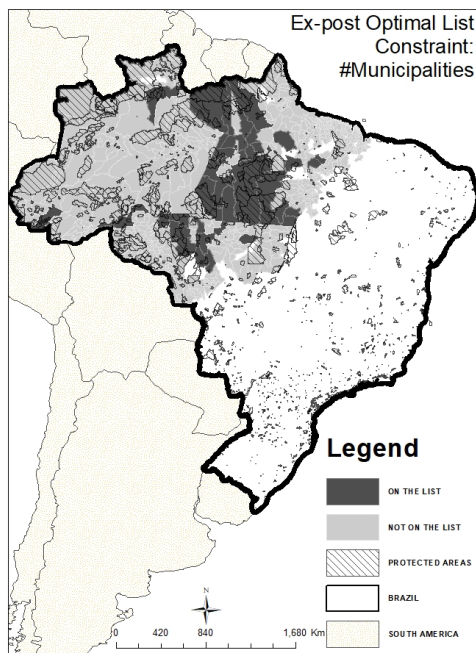 Ex-post Optimal List
Constraint:
#Municipalities
Legend
ON THE LIST
NOT ON THE LIST
PROTECTED AREAS
BRAZIL
SOUTH AMERICA
N
0 420 840 1,680 Km